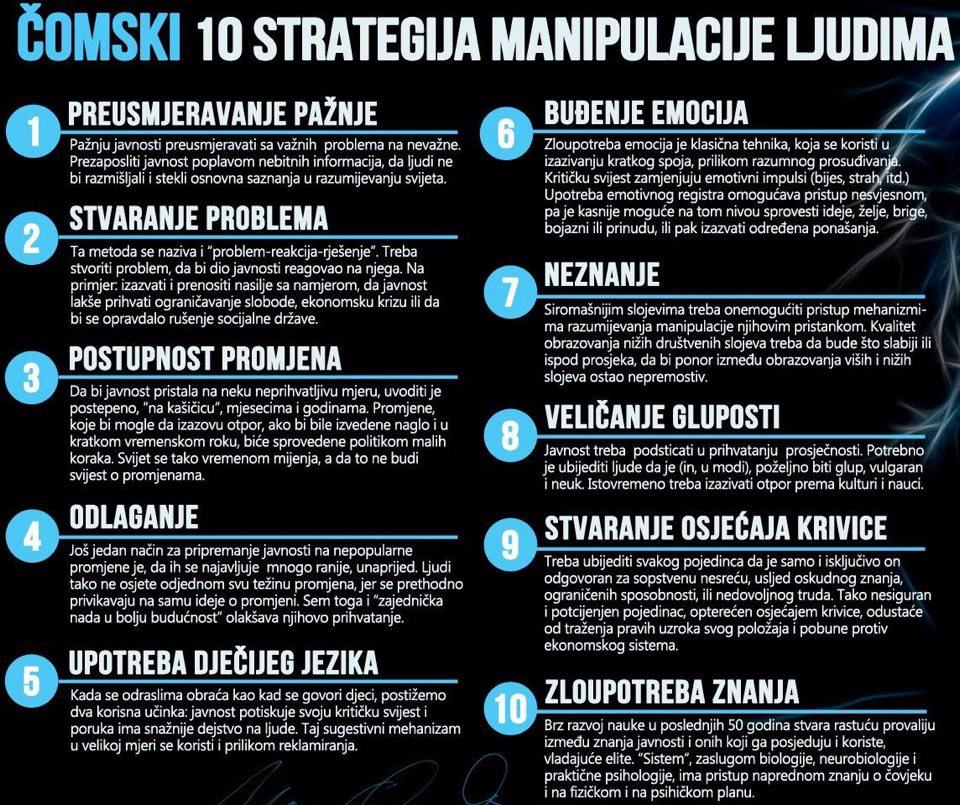 ČOMSKI 10 STRATEGIJA MANIPULACIJE LJUDIMA
1
PREUSMJERAVANJE PAŽNJE
Pažnju javnosti preusmjeravati sa važnih problema na nevažne.
Prezaposliti javnost poplavom nebitnih informacija, da ljudi ne
bi razmišljali i stekli osnovna saznanja u razumijevanju svijeta.
2
STVARANJE PROBLEMA
Ta metoda se naziva i "problem-reakcija-rješenje". Treba
stvoriti problem, da bi dio javnosti reagovao na njega. Na
primjer: izazvati i prenositi nasilje sa namjerom, da javnost
lakše prihvati ograničavanje slobode, ekonomsku krizu ili da
bi se opravdalo rušenje socijalne države.
3
POSTUPNOST PROMJENA
Da bi javnost pristala na neku neprihvatljivu mjeru, uvoditi je
postepeno, "na kašičicu", mjesecima i godinama. Promjene,
koje bi mogle da izazovu otpor, ako bi bile izvedene naglo i u
kratkom vremenskom roku, biće sprovedene politikom malih
koraka. Svijet se tako vremenom mijenja, a da to ne budi
svijest o promjenama.
4
ODLAGANJE
Još jedan način za pripremanje javnosti na nepopularne
promjene je, da ih se najavljuje mnogo ranije, unaprijed. Ljudi
tako ne osjete odjednom svu težinu promjena, jer se prethodno
privikavaju na samu ideje o promjeni. Sem toga i "zajednička
nada u bolju budućnost" olakšava njihovo prihvatanje.
5
UPOTREBA DJEČIJEG JEZIKA
Kada se odraslima obraća kao kad se govori djeci, postižemo
dva korisna učinka: javnost potiskuje svoju kritičku svijest i
poruka ima snažnije dejstvo na ljude. Taj sugestivni mehanizam
u velikoj mjeri se koristi i prilikom reklamiranja.
6
BUĐENJE EMOCIJA
Zloupotreba emocija je klasična tehnika, koja se koristi u
izazivanju kratkog spoja, prilikom razumnog prosuđivanja.
Kritičku svijest zamjenjuju emotivni impulsi (bijes, strah, itd.)
Upotreba emotivnog registra omogućava pristup nesvjesnom,
pa je kasnije moguće na tom nivou sprovesti ideje, želje, brige,
bojazni ili prinudu, ili pak izazvati određena ponašanja.
7
NEZNANJE
Siromašnijim slojevima treba onemogućiti pristup mehanizmi-
ma razumijevanja manipulacije njihovim pristankom. Kvalitet
obrazovanja nižih društvenih slojeva treba da bude što slabiji ili
ispod prosjeka, da bi ponor između obrazovanja viših i nižih
slojeva ostao nepremostiv.
8
VELIČANJE GLUPOSTI
Javnost treba podsticati u prihvatanju prosječnosti. Potrebno
je ubijediti ljude da je (in, u modi), poželjno biti glup, vulgaran
i neuk. Istovremeno treba izazivati otpor prema kulturi i nauci.
9
STVARANJE OSJEĆAJA KRIVICE
Treba ubijediti svakog pojedinca da je samo i isključivo on
odgovoran za sopstvenu nesreću, usljed oskudnog znanja,
ograničenih sposobnosti, ili nedovoljnog truda. Tako nesiguran
i potcijenjen pojedinac, opterećen osjećajem krivice, odustaće
od traženja pravih uzroka svog položaja i pobune protiv
ekonomskog sistema.
10
ZLOUPOTREBA ZNANJA
Brz razvoj nauke u poslednjih 50 godina stvara rastuću provaliju
između znanja javnosti i onih koji ga posjeduju i koriste,
vladajuće elite. "Sistem", zaslugom biologije, neurobiologije i
praktične psihologije, ima pristup naprednom znanju o čovjeku
i na fizičkom i na psihičkom planu.